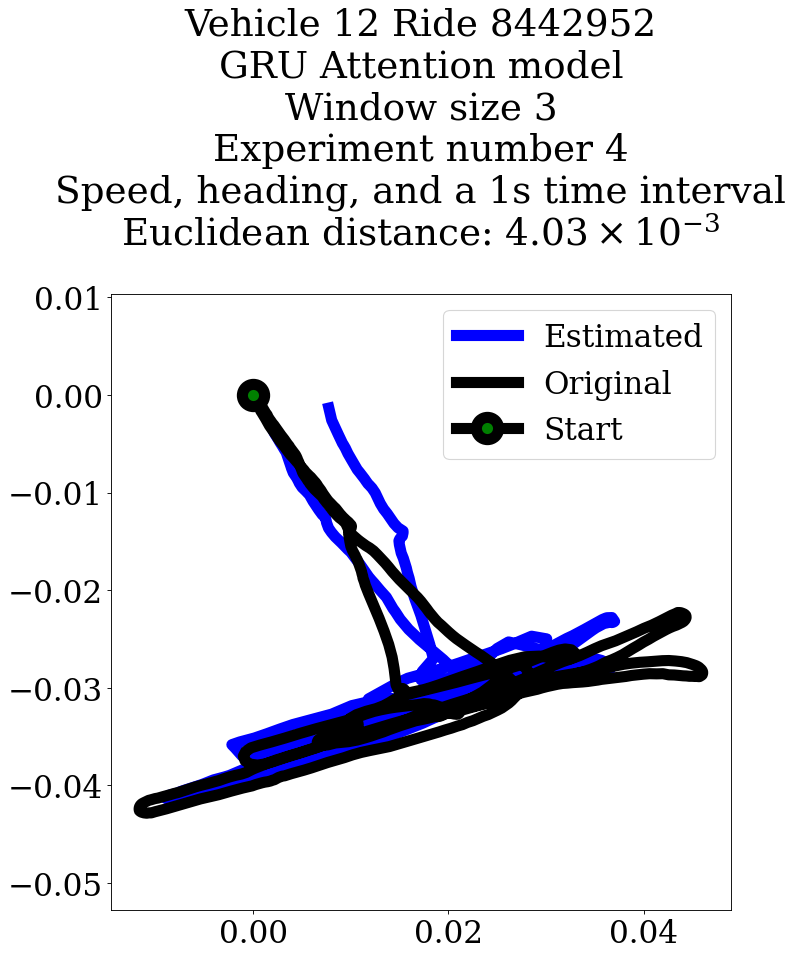 Vehicle 12 Ride 8442952
GRU Attention model
Window size 3
Experiment number 4
Speed, heading, and a 1s time interval
Euclidean distance: 4.03 × 10⁻³
0.01
0.00
−0.01
−0.02
−0.03
−0.04
−0.05
Estimated
Original
Start
0.00 0.02 0.04